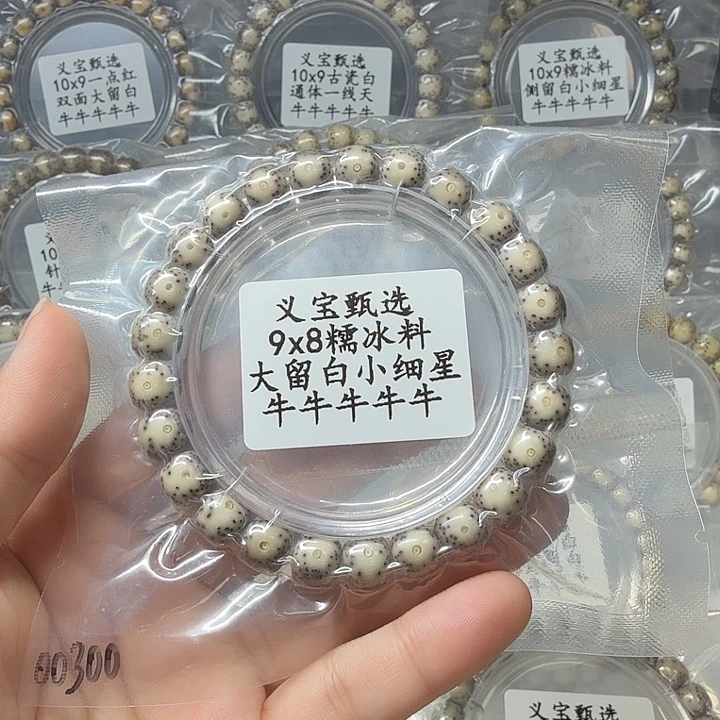 义宝甄选
10x9一点红
双面大留白
牛牛牛牛牛
义宝甄选
10x9古瓷白
通体一线天
牛牛牛牛牛
义宝甄选
10x9糯冰料
侧留白小细星
牛牛牛牛牛
义宝甄选
9x8糯冰料
大留白小细星
牛牛牛牛牛
00300
义宝甄选